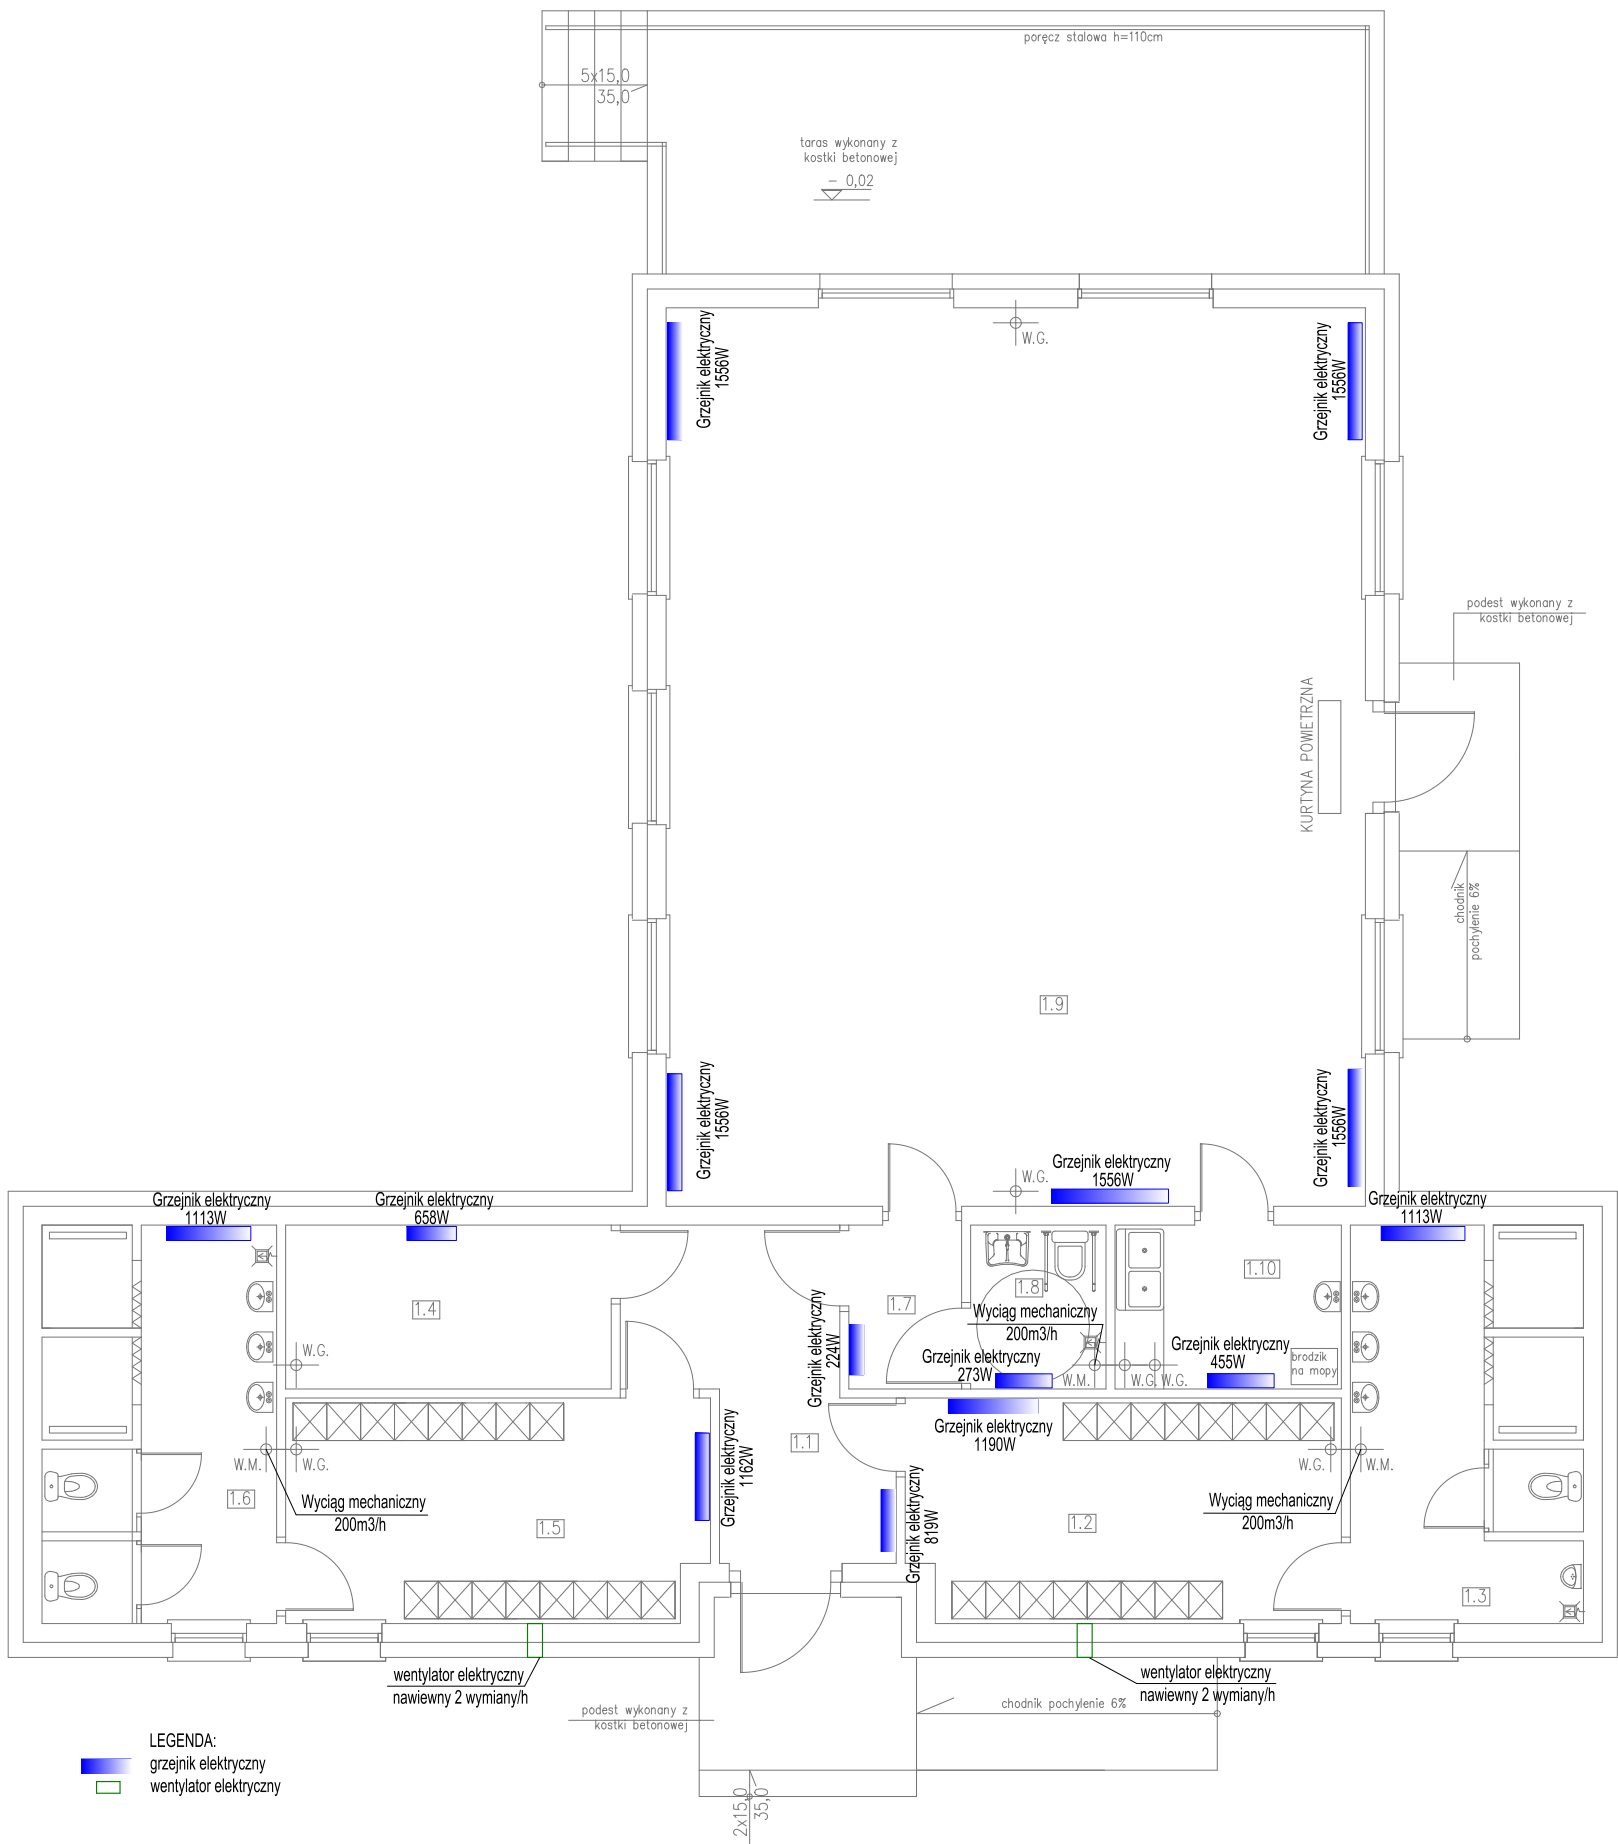 poręcz stalowa h=110cm
5x15,0
35,0
taras wykonany z
kostki betonowej
- 0,02
W.G.
Grzejnik elektryczny
1556W
Grzejnik elektryczny
1556W
podest wykonany z
kostki betonowej
KURTYNA POWIETRZNA
chodnik
pochylenie 6%
1.9
Grzejnik elektryczny
1556W
Grzejnik elektryczny
1556W
Grzejnik elektryczny
1556W
W.G.
Grzejnik elektryczny
1113W
Grzejnik elektryczny
658W
Grzejnik elektryczny
1113W
1.4
1.7
1.8
1.10
Wyciąg mechaniczny
200m3/h
Grzejnik elektryczny
224W
Grzejnik elektryczny
273W
W.M.
W.G.
W.G.
Grzejnik elektryczny
455W
brodzik
na mopy
W.G.
Grzejnik elektryczny
1190W
Grzejnik elektryczny
1162W
1.1
W.M.
W.G.
W.G.
W.M.
1.6
Wyciąg mechaniczny
200m3/h
1.5
Grzejnik elektryczny
819W
1.2
Wyciąg mechaniczny
200m3/h
1.3
wentylator elektryczny
nawiewny 2 wymiany/h
wentylator elektryczny
nawiewny 2 wymiany/h
podest wykonany z
kostki betonowej
chodnik pochylenie 6%
2x15,0
35,0
LEGENDA:
grzejnik elektryczny
wentylator elektryczny